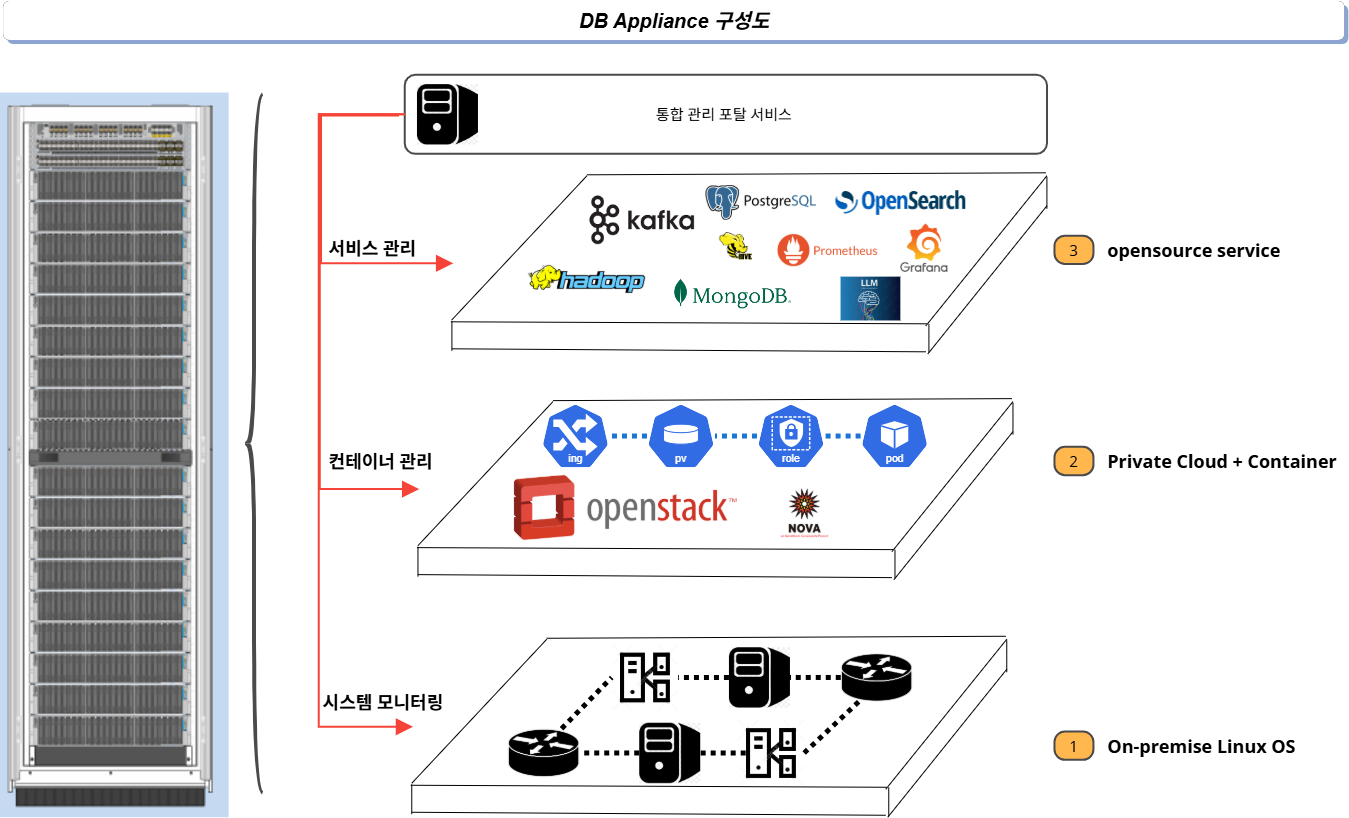 DB Appliance 구성도
통합 관리 포탈 서비스
서비스 관리
kafka
PostgreSQL
OpenSearch
HIVE
Prometheus
Grafana
hadoop
MongoDB.
LLM
3
opensource service
컨테이너 관리
ing
pv
role
pod
openstack™
NOVA
2
Private Cloud + Container
시스템 모니터링
1
On-premise Linux OS